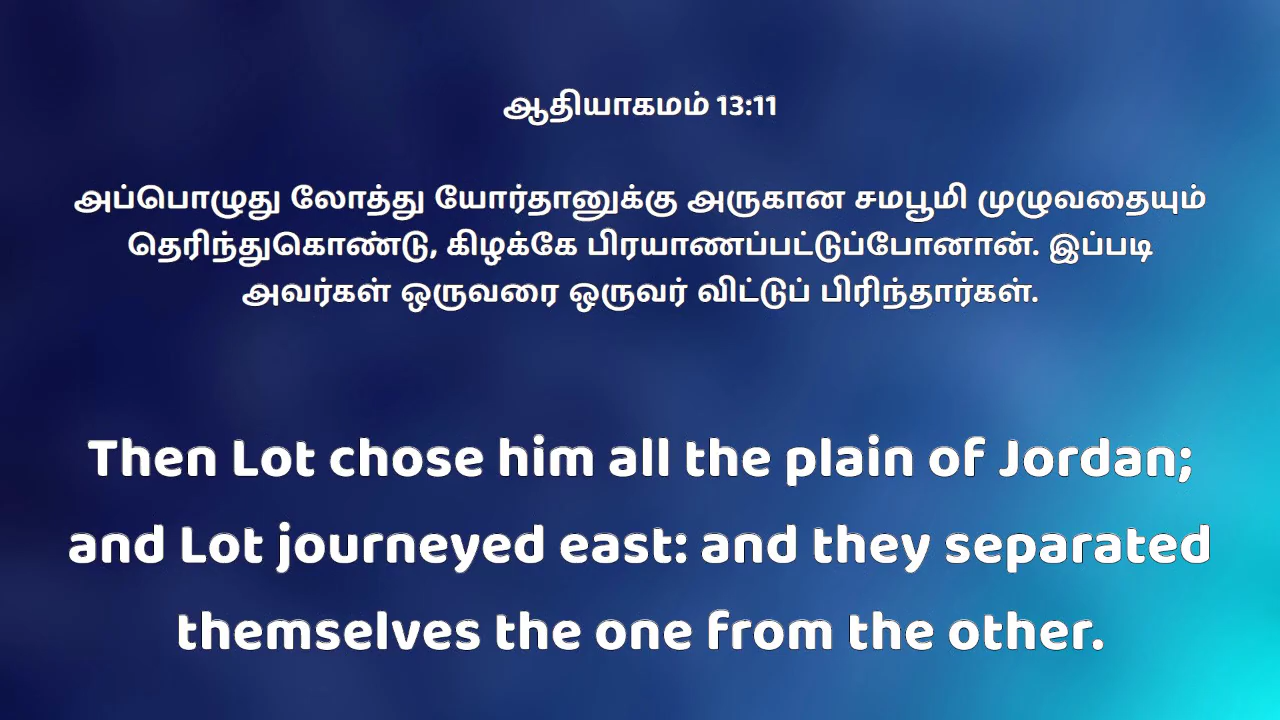 ஆதியாகமம் 13:11
அப்பொழுது லோத்து யோர்தானுக்கு அருகான சமபூமி முழுவதையும்
தெரிந்துகொண்டு, கிழக்கே பிரயாணப்பட்டுப்போனான். இப்படி
அவர்கள் ஒருவரை ஒருவர் விட்டுப் பிரிந்தார்கள்.
Then Lot chose him all the plain of Jordan;
and Lot journeyed east: and they separated
themselves the one from the other.